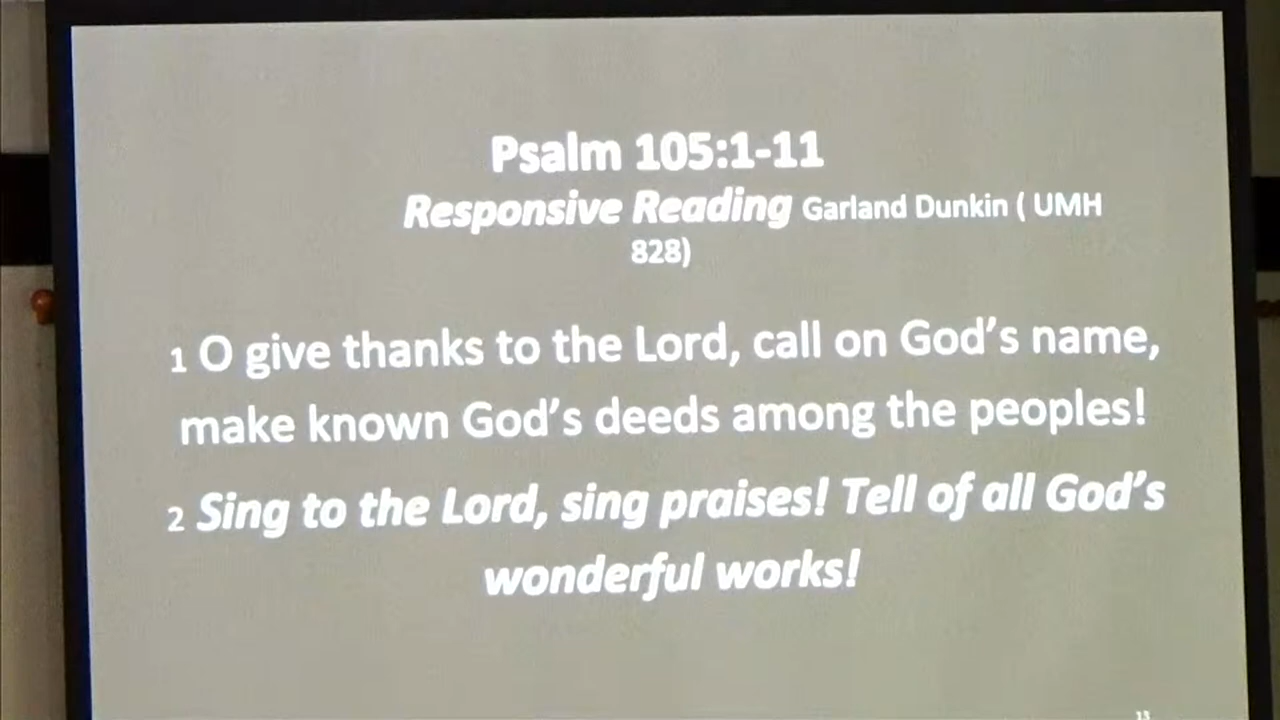 Psalm 105:1-11
Responsive Reading Garland Dunkin ( UMH
828)
1 O give thanks to the Lord, call on God’s name,
make known God’s deeds among the peoples!
2 Sing to the Lord, sing praises! Tell of all God’s
wonderful works!
13